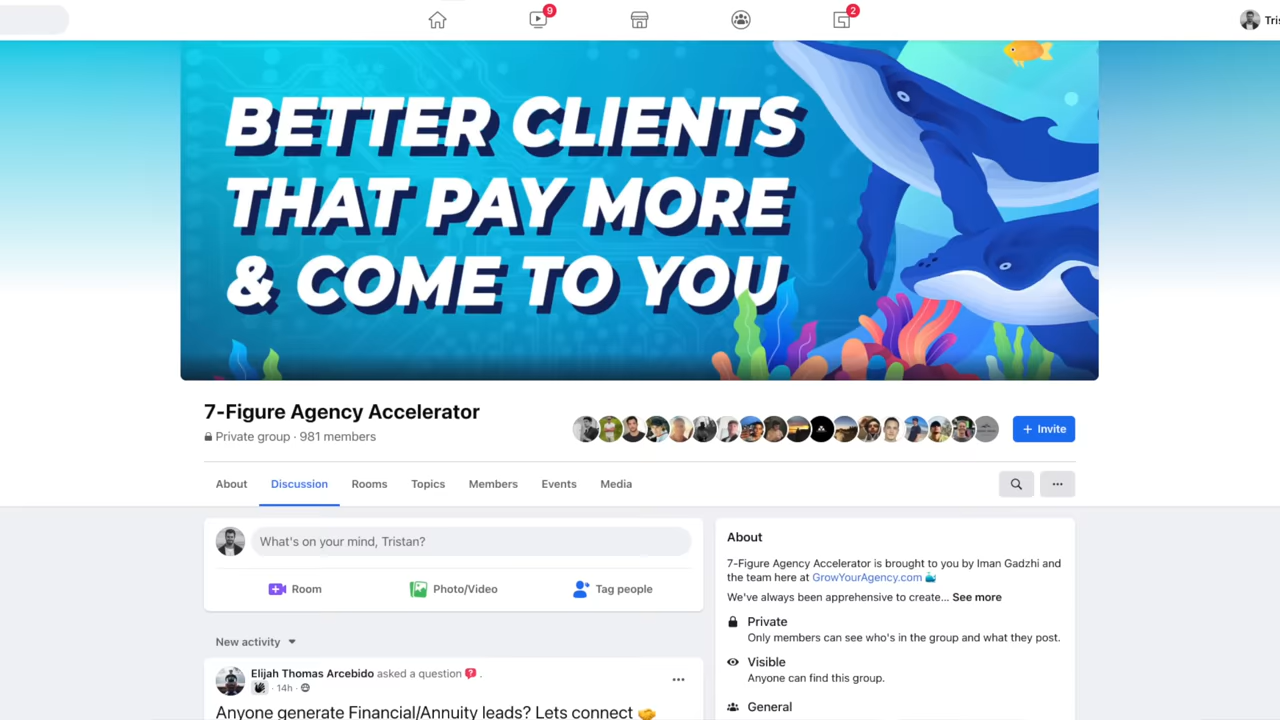 9
2
Tris
BETTER CLIENTS
THAT PAY MORE
& COME TO YOU
7-Figure Agency Accelerator
Private group · 981 members
+ Invite
About
Discussion
Rooms
Topics
Members
Events
Media
What's on your mind, Tristan?
Room
Photo/Video
Tag people
New activity
Elijah Thomas Arcebido asked a question .
14h ·
Anyone generate Financial/Annuity leads? Lets connect
About
7-Figure Agency Accelerator is brought to you by Iman Gadzhi and
the team here at GrowYourAgency.com
We've always been apprehensive to create... See more
Private
Only members can see who's in the group and what they post.
Visible
Anyone can find this group.
General